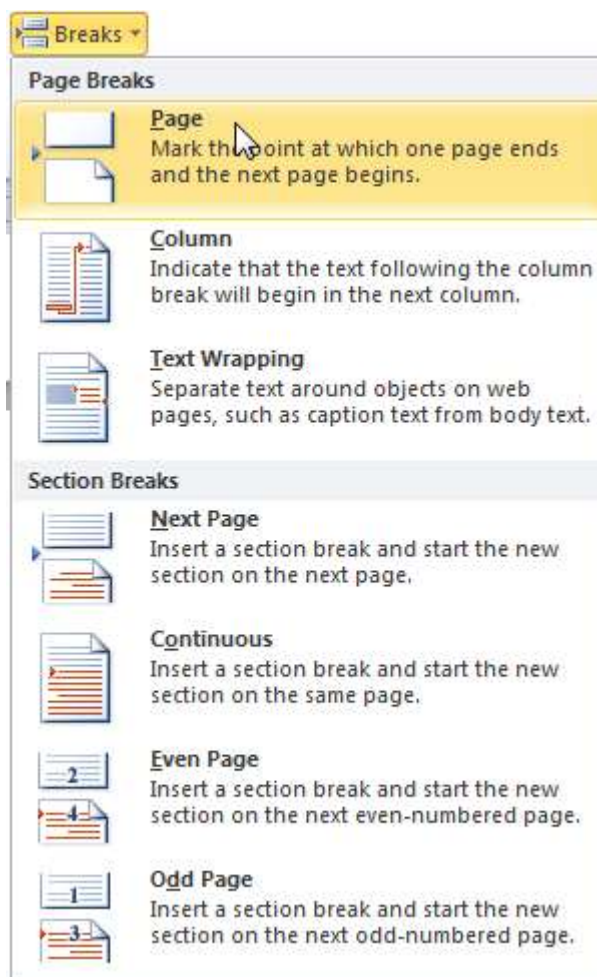 Breaks
Page Breaks
Page
Mark the point at which one page ends
and the next page begins.
Column
Indicate that the text following the column
break will begin in the next column.
Text Wrapping
Separate text around objects on web
pages, such as caption text from body text.
Section Breaks
Next Page
Insert a section break and start the new
section on the next page.
Continuous
Insert a section break and start the new
section on the same page.
2
4
Even Page
Insert a section break and start the new
section on the next even-numbered page.
1
3
Odd Page
Insert a section break and start the new
section on the next odd-numbered page.